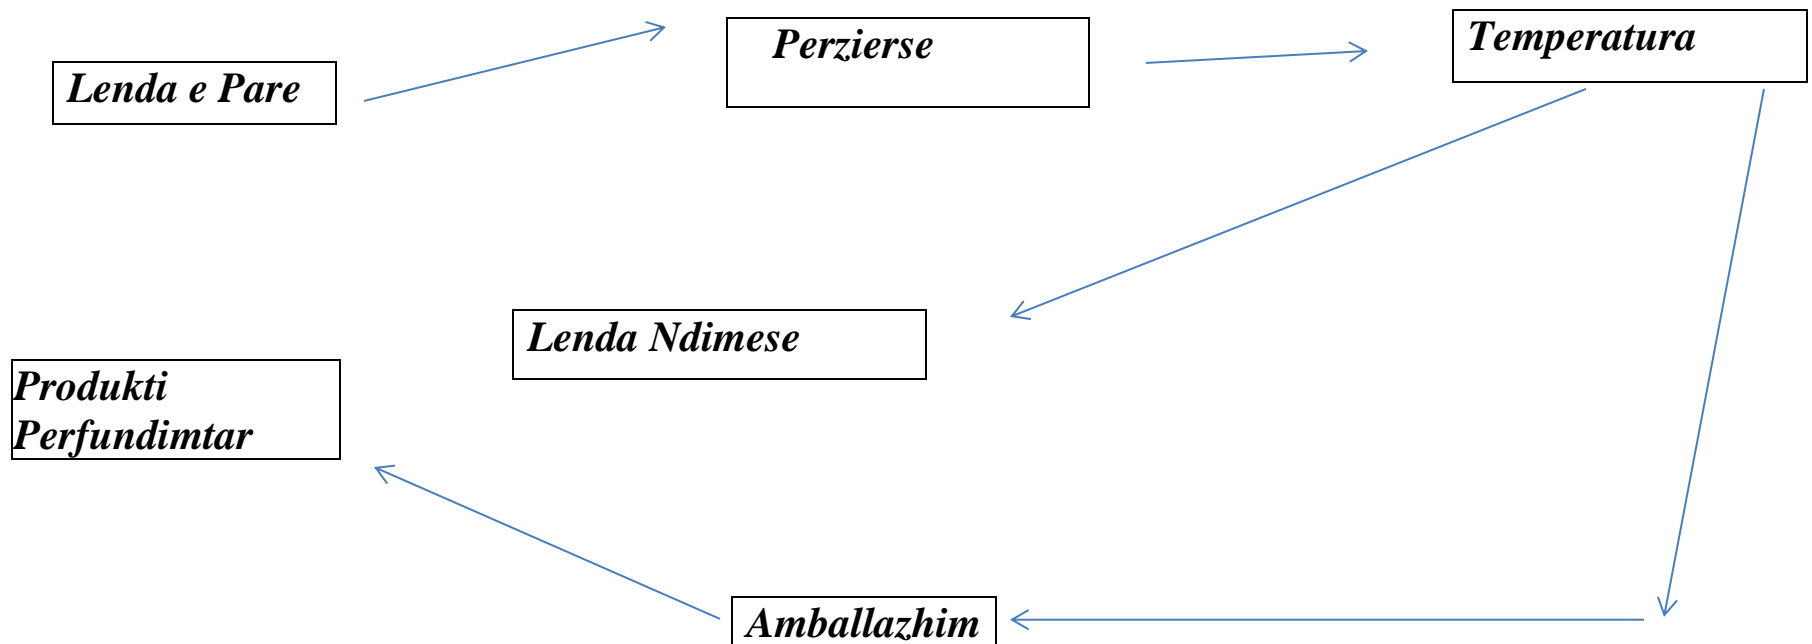 Lenda e Pare
Perzierse
Temperatura
Lenda Ndimese
Produkti
Perfundimtar
Amballazhim